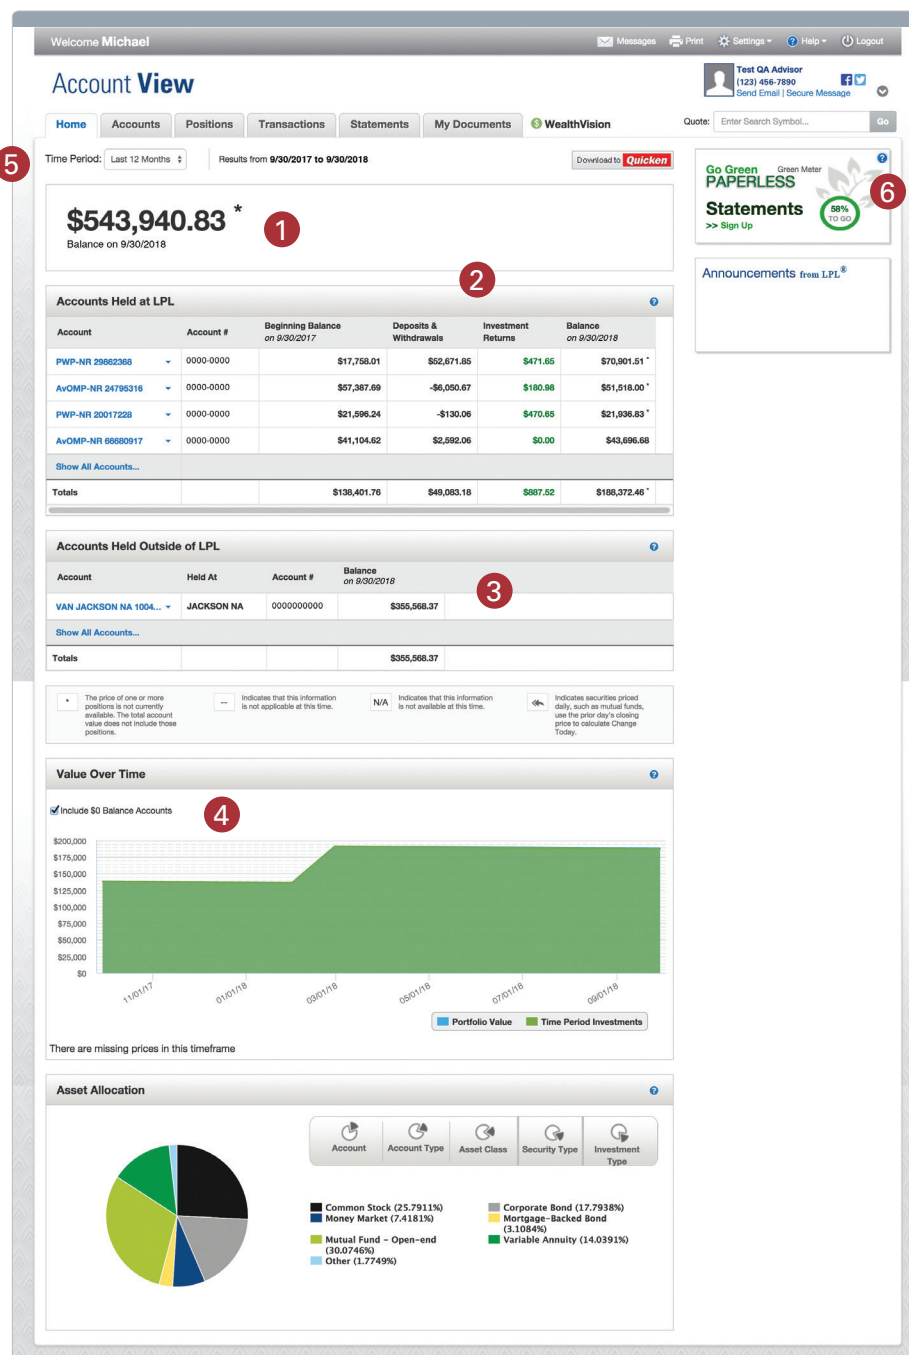 Welcome Michael
Messages Print Settings Help Logout
Account View
Test QA Advisor
(123) 456-7890
Send Email | Secure Message
Home Accounts Positions Transactions Statements My Documents WealthVision
Quote: Enter Search Symbol... Go
5
Time Period: Last 12 Months Results from 9/30/2017 to 9/30/2018 Download to Quicken
$543,940.83 *
Balance on 9/30/2018
1
Go Green Green Meter
PAPERLESS
Statements
>> Sign Up
58%
TO GO
6
Announcements from LPL®
2
Accounts Held at LPL
Account Account # Beginning Balance on 9/30/2017 Deposits & Withdrawals Investment Returns Balance on 9/30/2018
PWP-NR 29862368 0000-0000 $17,758.01 $52,671.85 $471.65 $70,901.51 *
AvOMP-NR 24795316 0000-0000 $57,387.69 -$6,050.67 $180.98 $51,518.00 *
PWP-NR 20017228 0000-0000 $21,596.24 -$130.06 $470.65 $21,936.83 *
AvOMP-NR 66680917 0000-0000 $41,104.62 $2,592.06 $0.00 $43,696.68
Show All Accounts...
Totals $138,401.76 $49,083.18 $887.52 $188,372.46 *
Accounts Held Outside of LPL
Account Held At Account # Balance on 9/30/2018
3
VAN JACKSON NA 1004... JACKSON NA 0000000000 $355,568.37
Show All Accounts...
Totals $355,568.37
* The price of one or more
positions is not currently
available. The total account
value does not include those
positions.
-- Indicates that this information
is not applicable at this time.
N/A Indicates that this information
is not available at this time.
Indicates securities priced
daily, such as mutual funds,
use the prior day's closing
price to calculate Change
Today.
Value Over Time
Include $0 Balance Accounts
4
$200,000
$175,000
$150,000
$125,000
$100,000
$75,000
$50,000
$25,000
$0
11/01/17 01/01/18 03/01/18 05/01/18 07/01/18 09/01/18
Portfolio Value Time Period Investments
There are missing prices in this timeframe
Asset Allocation
Account Account Type Asset Class Security Type Investment Type
Common Stock (25.7911%)
Money Market (7.4181%)
Mutual Fund - Open-end
(30.0746%)
Other (1.7749%)
Corporate Bond (17.7938%)
Mortgage-Backed Bond
(3.1084%)
Variable Annuity (14.0391%)